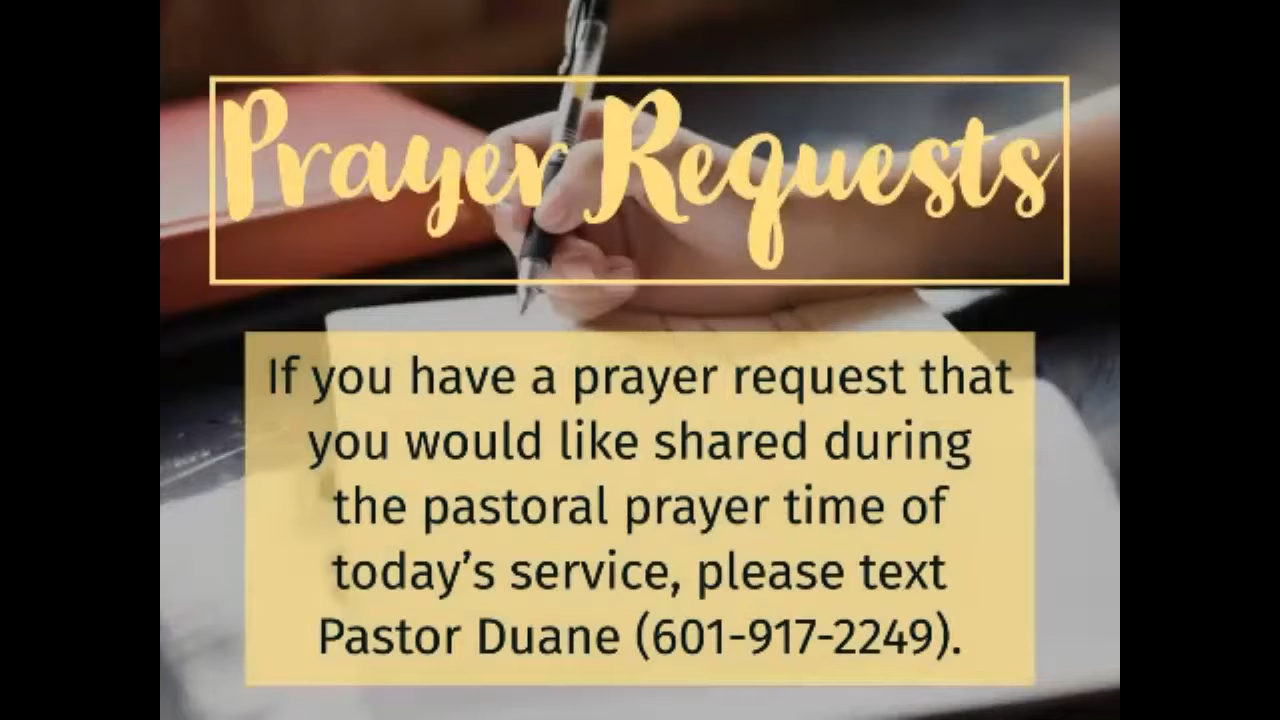 Prayer Requests
If you have a prayer request that
you would like shared during
the pastoral prayer time of
today’s service, please text
Pastor Duane (601-917-2249).